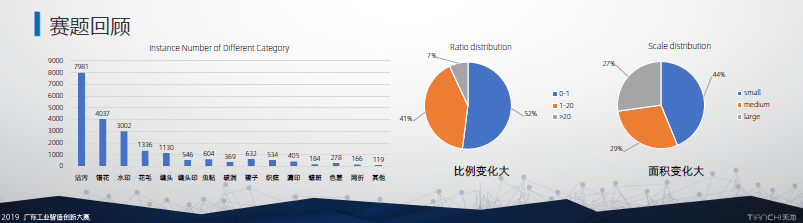 赛题回顾
Instance Number of Different Category
9000
8000
7000
6000
5000
4000
3000
2000
1000
0
7981
4037
3002
1336
1130
546
604
369
632
534
405
184
278
166
119
沾污 错花 水印 花毛 缝头 缝头印 虫粘 破洞 褶子 织疵 漏印 蜡斑 色差 网折 其他
Ratio distribution
7%
41%
52%
0-1
1-20
>20
比例变化大
Scale distribution
27%
44%
29%
small
medium
large
面积变化大
2019 广东工业智造创新大赛
TIANCHI天池